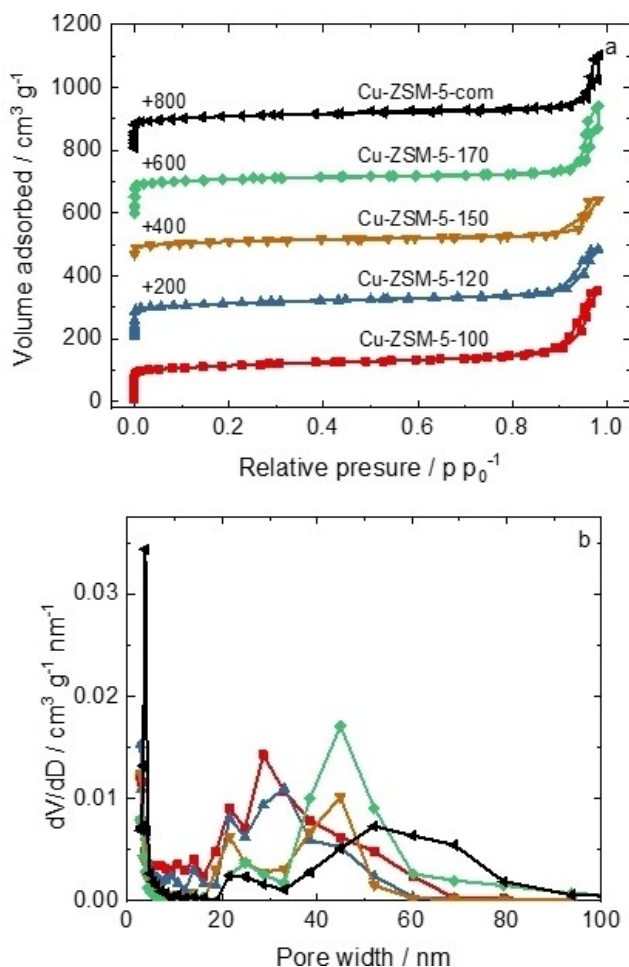 a
1200
1000
800
600
400
200
0
+800
Cu-ZSM-5-com
+600
Cu-ZSM-5-170
+400
Cu-ZSM-5-150
+200
Cu-ZSM-5-120
Cu-ZSM-5-100
Volume adsorbed / cm³ g⁻¹
0.0 0.2 0.4 0.6 0.8 1.0
Relative presure / p p₀⁻¹
b
0.03
0.02
0.01
0.00
dV/dD / cm³ g⁻¹ nm⁻¹
0 20 40 60 80 100
Pore width / nm